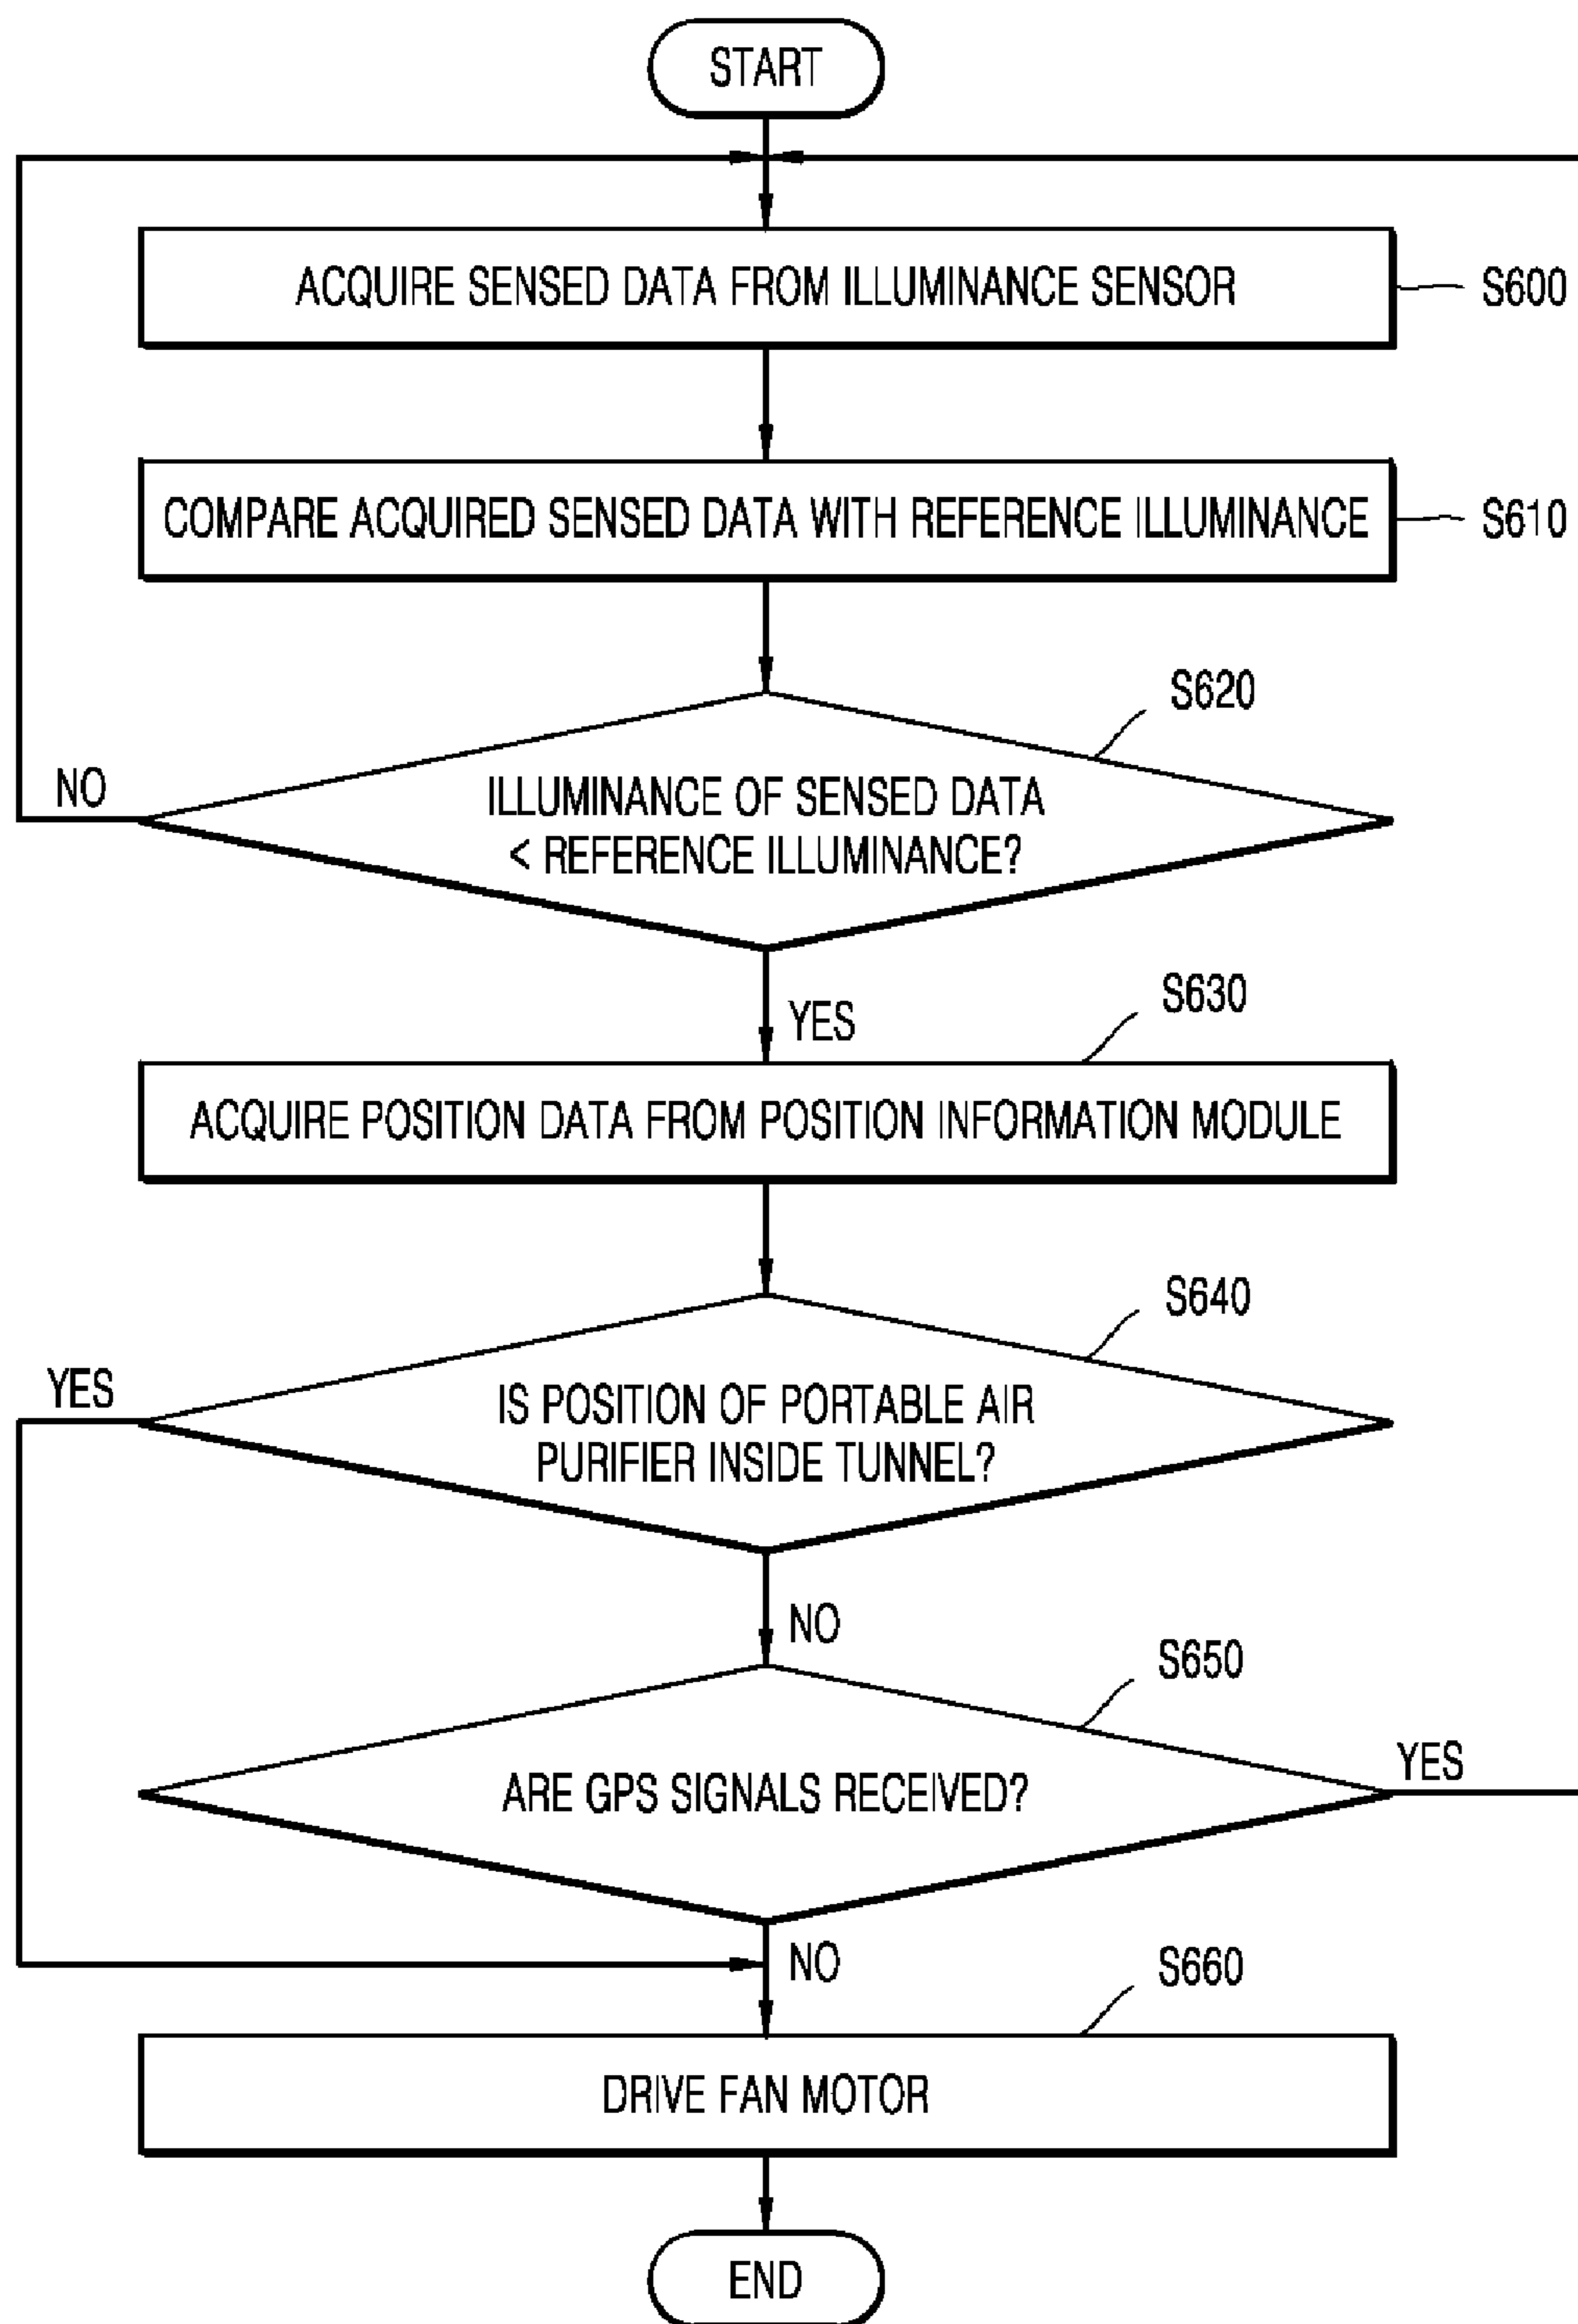 START
ACQUIRE SENSED DATA FROM ILLUMINANCE SENSOR
S600
COMPARE ACQUIRED SENSED DATA WITH REFERENCE ILLUMINANCE
S610
S620
NO
ILLUMINANCE OF SENSED DATA
< REFERENCE ILLUMINANCE?
YES
S630
ACQUIRE POSITION DATA FROM POSITION INFORMATION MODULE
S640
YES
IS POSITION OF PORTABLE AIR
PURIFIER INSIDE TUNNEL?
NO
S650
ARE GPS SIGNALS RECEIVED?
YES
NO
S660
DRIVE FAN MOTOR
END